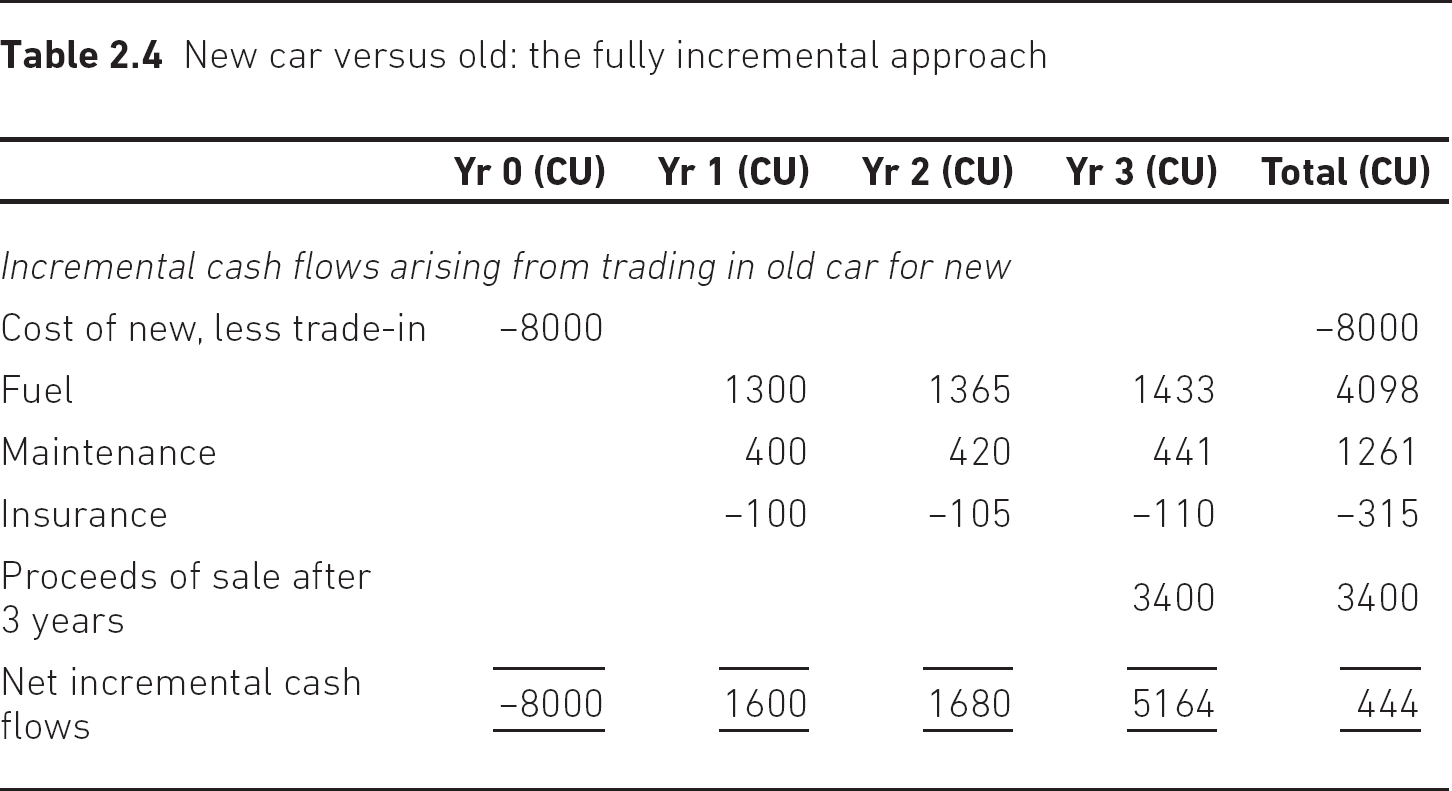 Table 2.4 New car versus old: the fully incremental approach
Yr 0 (CU) Yr 1 (CU) Yr 2 (CU) Yr 3 (CU) Total (CU)
Incremental cash flows arising from trading in old car for new
Cost of new, less trade-in –8000 –8000
Fuel 1300 1365 1433 4098
Maintenance 400 420 441 1261
Insurance –100 –105 –110 –315
Proceeds of sale after
3 years 3400 3400
Net incremental cash
flows –8000 1600 1680 5164 444